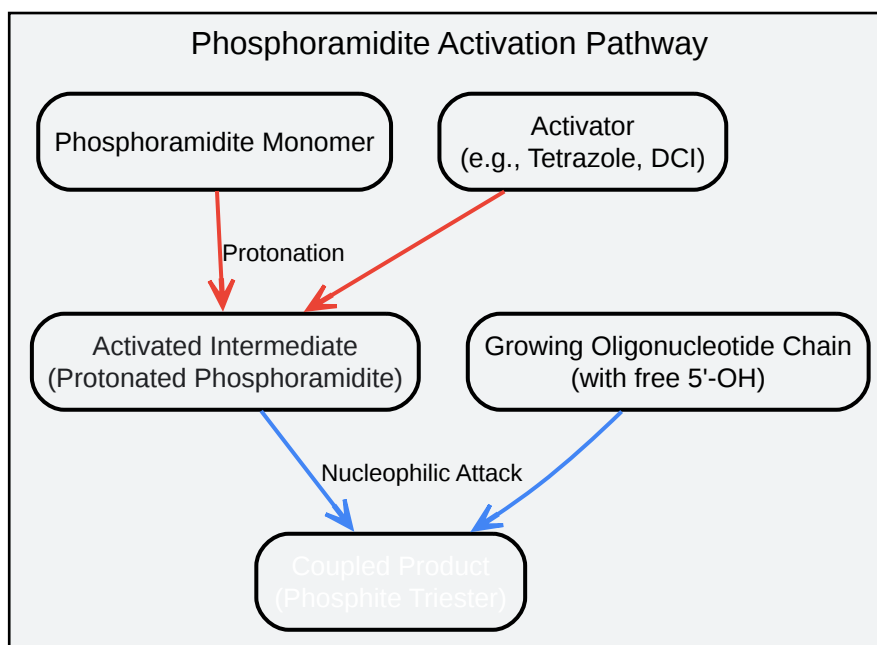 Phosphoramidite Activation Pathway
Phosphoramidite Monomer
Activator
(e.g., Tetrazole, DCI)
Protonation
Activated Intermediate
(Protonated Phosphoramidite)
Growing Oligonucleotide Chain
(with free 5'-OH)
Nucleophilic Attack
Coupled Product
(Phosphite Triester)